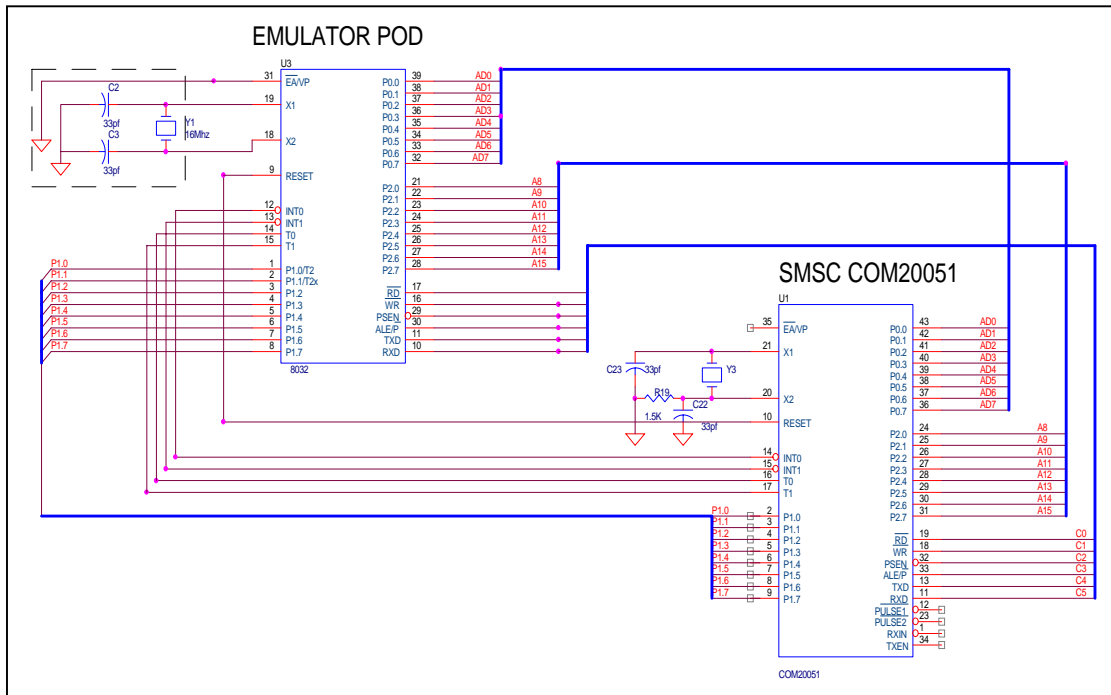 EMULATOR POD
U3
31 EA/VP
19 X1
18 X2
9 RESET
12 INT0
13 INT1
14 T0
15 T1
P1.0 1 P1.0/T2
P1.1 2 P1.1/T2x
P1.2 3 P1.2
P1.3 4 P1.3
P1.4 5 P1.4
P1.5 6 P1.5
P1.6 7 P1.6
P1.7 8 P1.7
P0.0 39 AD0
P0.1 38 AD1
P0.2 37 AD2
P0.3 36 AD3
P0.4 35 AD4
P0.5 34 AD5
P0.6 33 AD6
P0.7 32 AD7
P2.0 21 A8
P2.1 22 A9
P2.2 23 A10
P2.3 24 A11
P2.4 25 A12
P2.5 26 A13
P2.6 27 A14
P2.7 28 A15
RD 17
WR 16
PSEN 29
ALE/P 30
TXD 11
RXD 10
8032
C2
33pf
C3
33pf
Y1
16Mhz
SMSC COM20051
U1
35 EA/VP
21 X1
20 X2
10 RESET
14 INT0
15 INT1
16 T0
17 T1
P1.0 2 P1.0
P1.1 3 P1.1
P1.2 4 P1.2
P1.3 5 P1.3
P1.4 6 P1.4
P1.5 7 P1.5
P1.6 8 P1.6
P1.7 9 P1.7
P0.0 43 AD0
P0.1 42 AD1
P0.2 41 AD2
P0.3 40 AD3
P0.4 39 AD4
P0.5 38 AD5
P0.6 37 AD6
P0.7 36 AD7
P2.0 24 A8
P2.1 25 A9
P2.2 26 A10
P2.3 27 A11
P2.4 28 A12
P2.5 29 A13
P2.6 30 A14
P2.7 31 A15
RD 19 C0
WR 18 C1
PSEN 32 C2
ALE/P 33 C3
TXD 13 C4
RXD 11 C5
PULSE1 12
PULSE2 23
RXIN 1
TXEN 34
COM20051
C23 33pf
Y3
R19
1.5K
C22
33pf